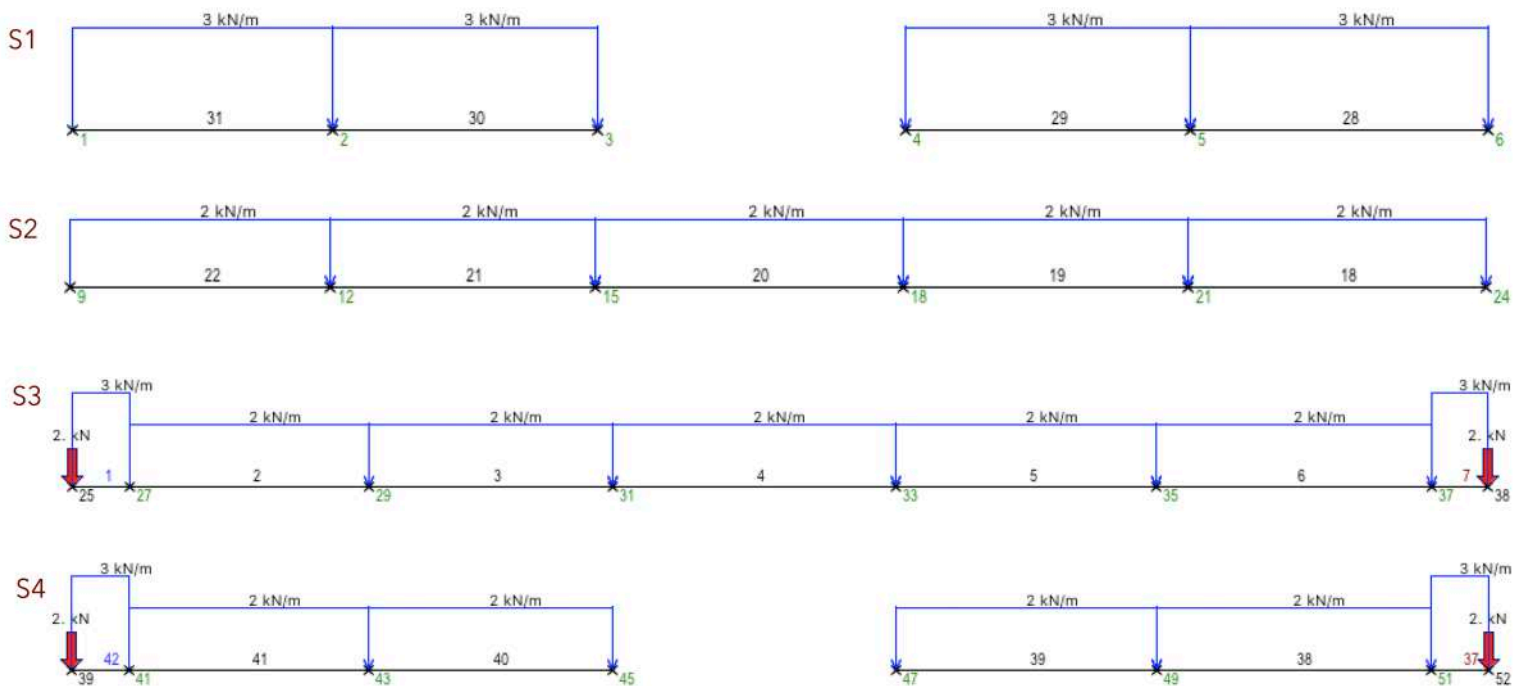 3 kN/m 3 kN/m 3 kN/m 3 kN/m
S1
31 30 29 28
1 2 3 4 5 6
2 kN/m 2 kN/m 2 kN/m 2 kN/m 2 kN/m
S2
22 21 20 19 18
9 12 15 18 21 24
3 kN/m 3 kN/m
S3
2 kN/m 2 kN/m 2 kN/m 2 kN/m 2 kN/m
2. kN 2. kN
1 2 3 4 5 6 7
25 27 29 31 33 35 37 38
3 kN/m 3 kN/m
S4
2 kN/m 2 kN/m 2 kN/m 2 kN/m
2. kN 2. kN
42 41 40 39 38 37
39 41 43 45 47 49 51 52